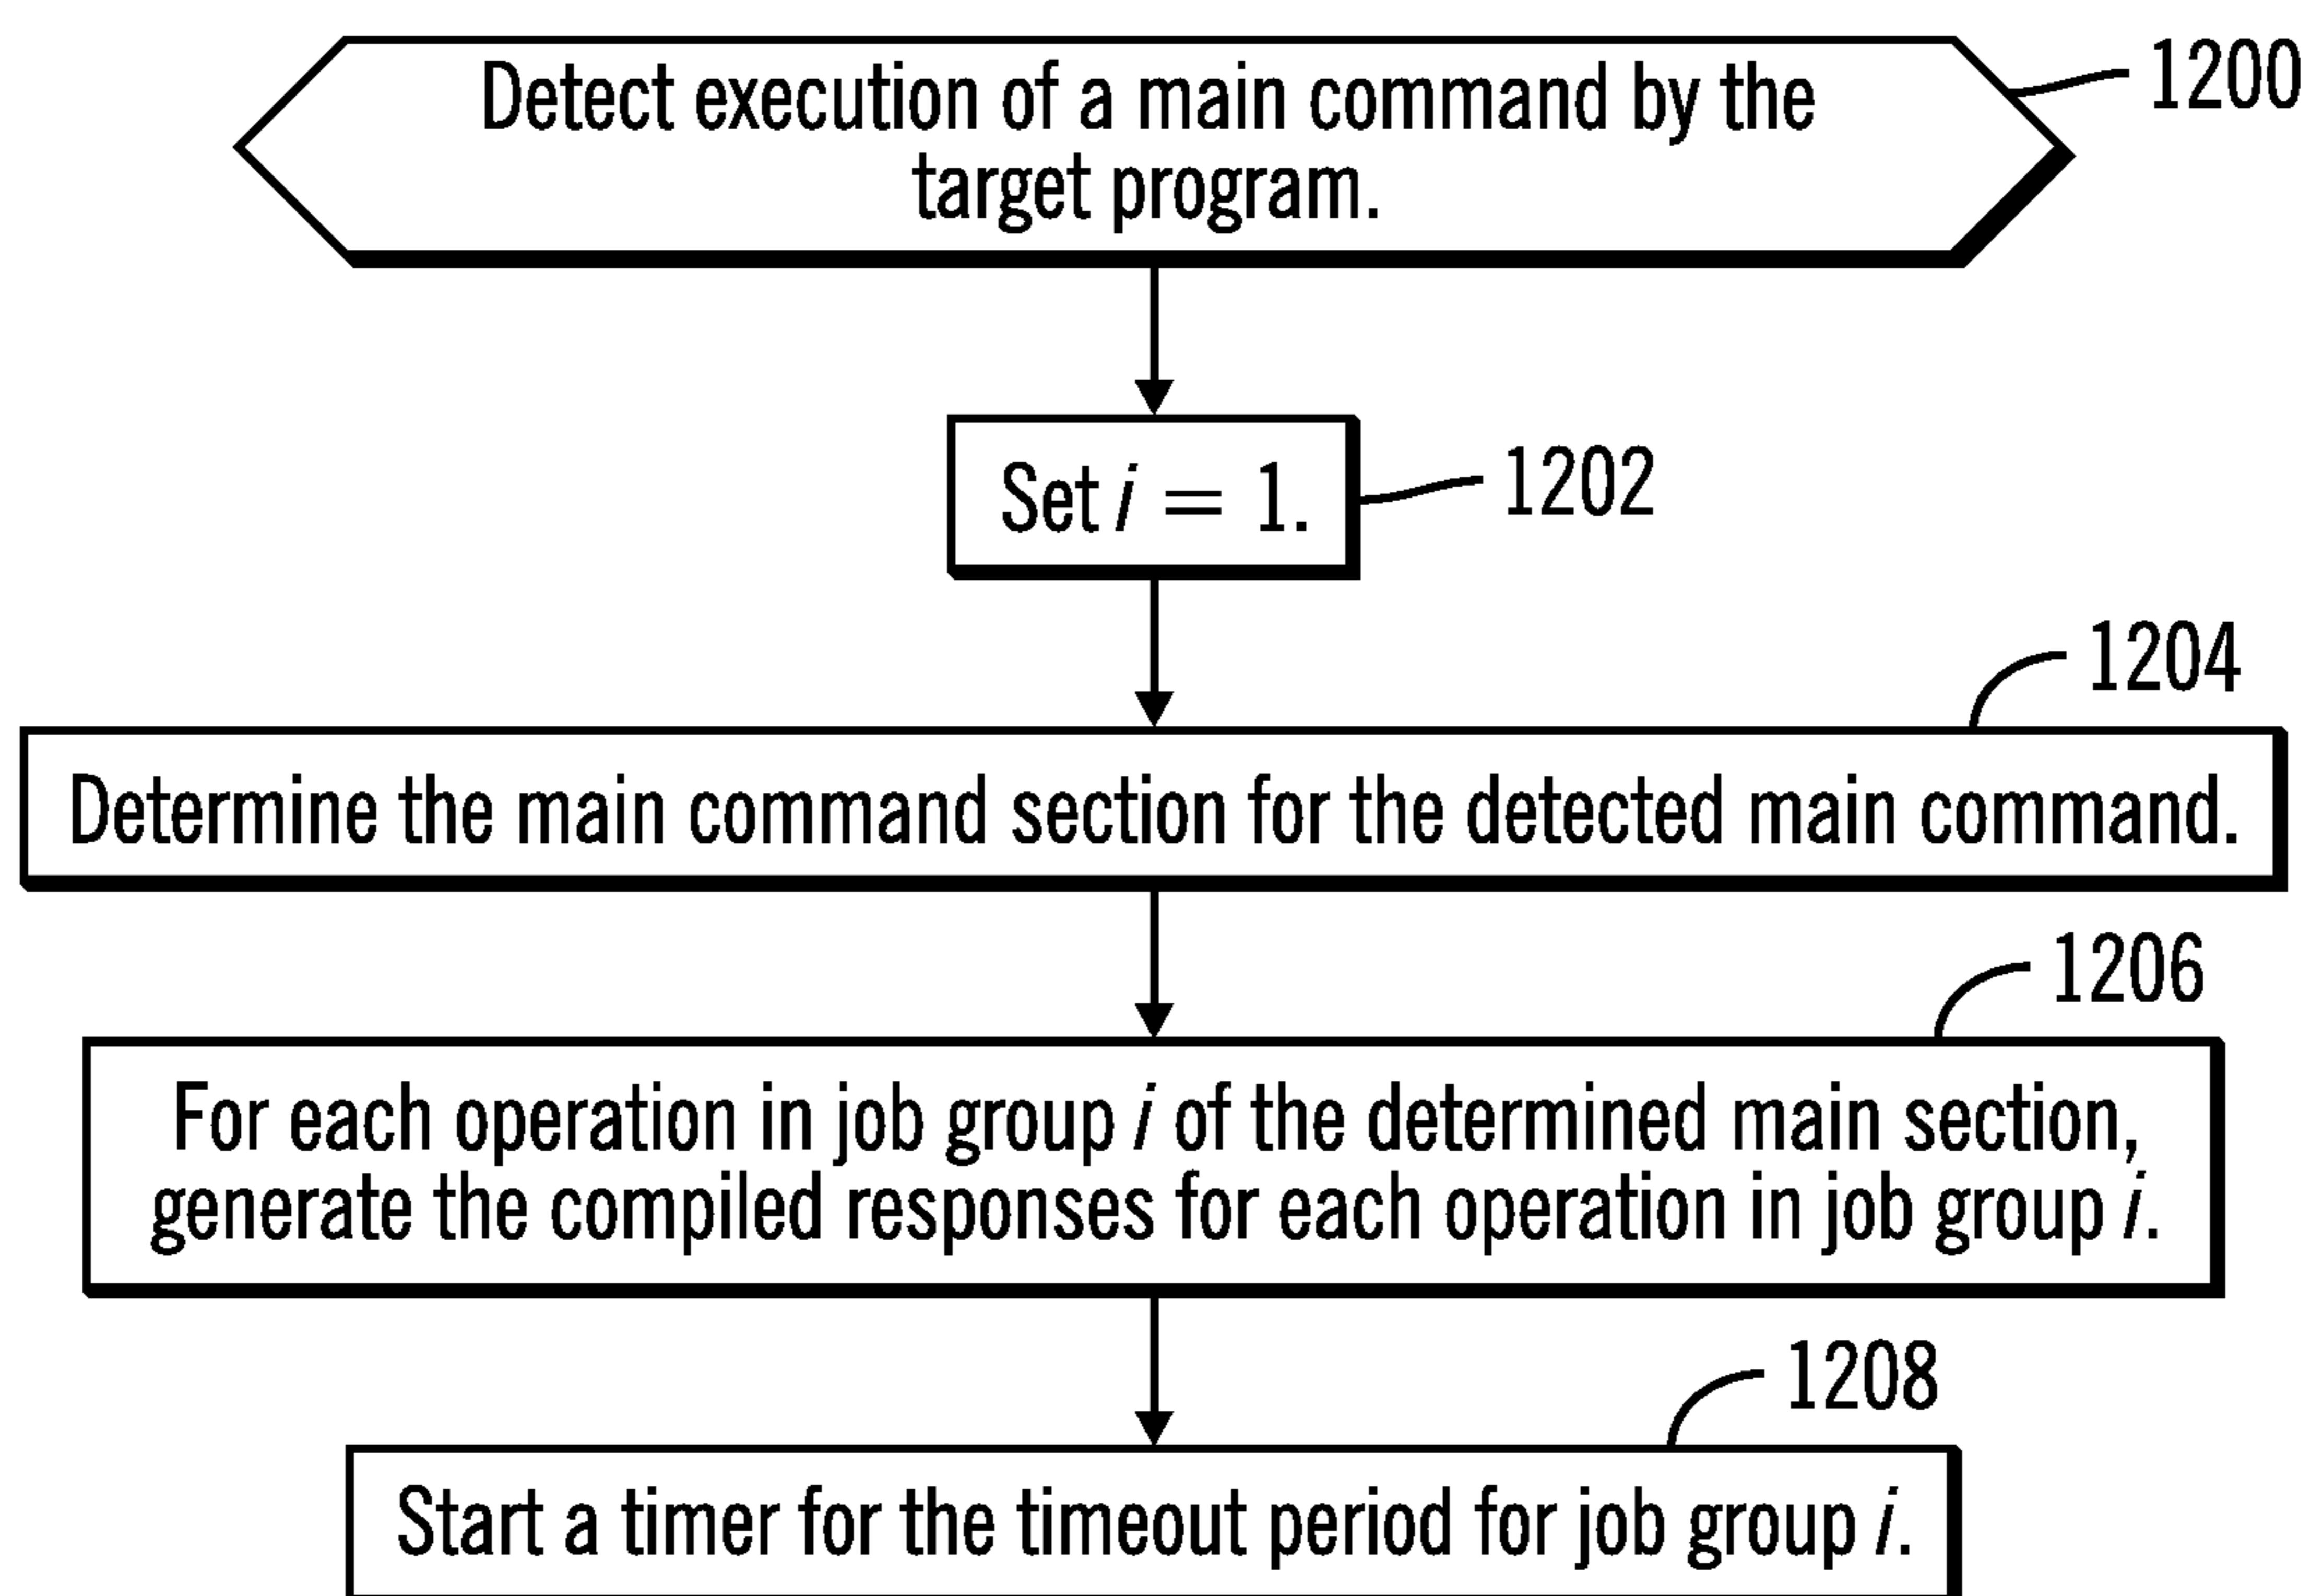 Detect execution of a main command by the
target program.
1200
Set i = 1.
1202
1204
Determine the main command section for the detected main command.
1206
For each operation in job group i of the determined main section,
generate the compiled responses for each operation in job group i.
1208
Start a timer for the timeout period for job group i.